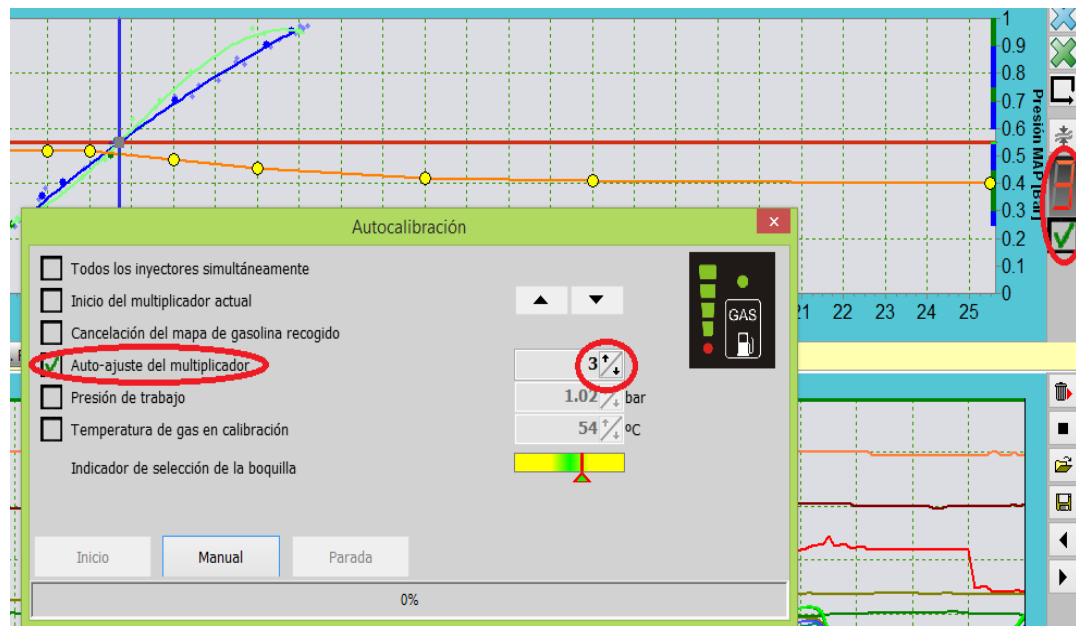 1
0.9
0.8
0.7
0.6
0.5
0.4
0.3
0.2
0.1
0
Presión MAP [Bar]
21 22 23 24 25
Autocalibración
Todos los inyectores simultáneamente
Inicio del multiplicador actual
Cancelación del mapa de gasolina recogido
Auto-ajuste del multiplicador 3
Presión de trabajo 1.02 bar
Temperatura de gas en calibración 54 ºC
Indicador de selección de la boquilla
GAS
Inicio Manual Parada
0%